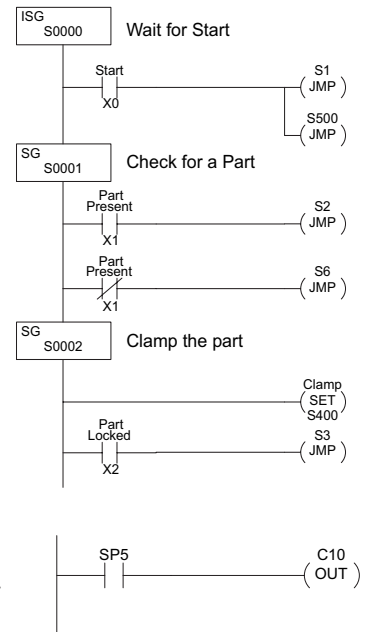 ISG
S0000
Wait for Start
Start
X0
S1
JMP
S500
JMP
SG
S0001
Check for a Part
Part
Present
X1
S2
JMP
Part
Present
X1
S6
JMP
SG
S0002
Clamp the part
Clamp
SET
S400
Part
Locked
X2
S3
JMP
SP5
C10
OUT